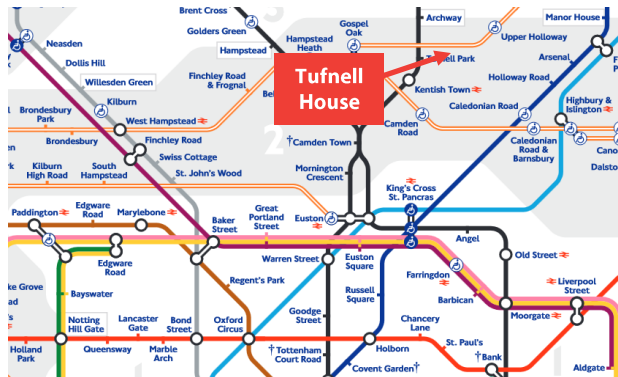 Brent Cross
Golders Green
Hampstead
Hampstead
Heath
Gospel
Oak
Archway
Manor House
Upper Holloway
Neasden
Dollis Hill
Willesden Green
Finchley Road
& Frognal
Tufnell
House
Tufnell Park
Arsenal
Kentish Town
Holloway Road
Kilburn
Caledonian Road
Highbury &
Islington
Brondesbury
Park
Brondesbury
West Hampstead
Finchley Road
Swiss Cottage
2
Camden
Road
†Camden Town
Caledonian
Road &
Barnsbury
Kilburn
High Road
South
Hampstead
St. John's Wood
Mornington
Crescent
King's Cross
St. Pancras
Paddington
Edgware
Road
Marylebone
Baker
Street
Great
Portland
Street
Euston
Angel
Edgware
Road
Warren Street
Euston
Square
Farringdon
Old Street
Liverpool
Street
Bayswater
Regent's Park
Russell
Square
Barbican
Moorgate
Notting
Hill Gate
Lancaster
Gate
Bond
Street
Oxford
Circus
Goodge
Street
Chancery
Lane
St. Paul's
Holland
Park
Queensway
Marble
Arch
†Tottenham
Court Road
Holborn
Covent Garden†
†Bank
Aldgate